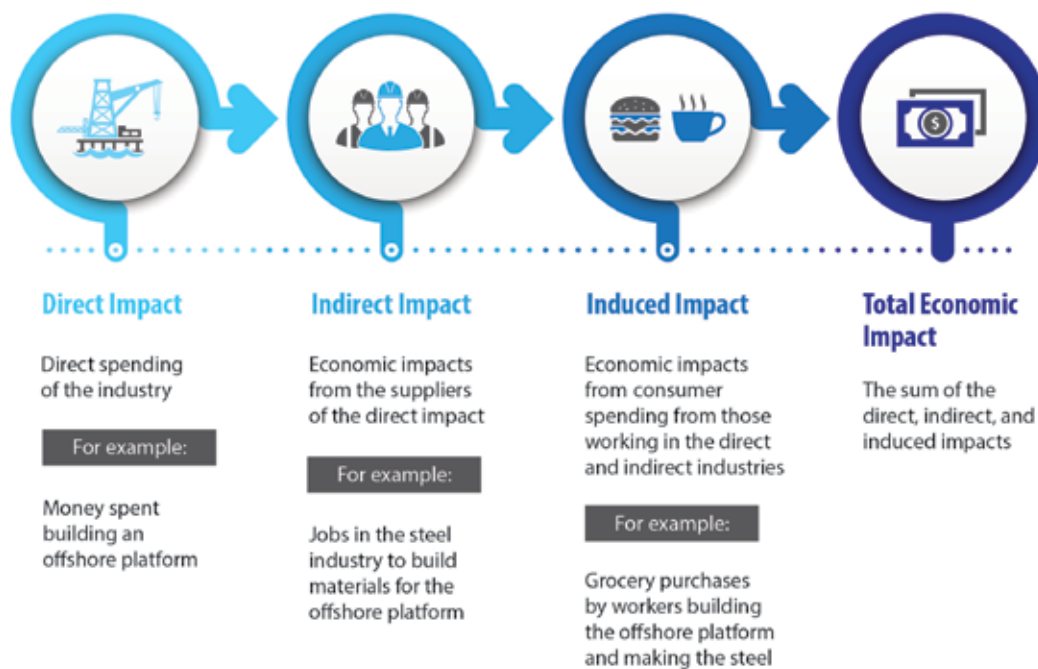 $
Direct Impact
Direct spending
of the industry
For example:
Money spent
building an
offshore platform
Indirect Impact
Economic impacts
from the suppliers
of the direct impact
For example:
Jobs in the steel
industry to build
materials for the
offshore platform
Induced Impact
Economic impacts
from consumer
spending from those
working in the direct
and indirect industries
For example:
Grocery purchases
by workers building
the offshore platform
and making the steel
Total Economic
Impact
The sum of the
direct, indirect, and
induced impacts